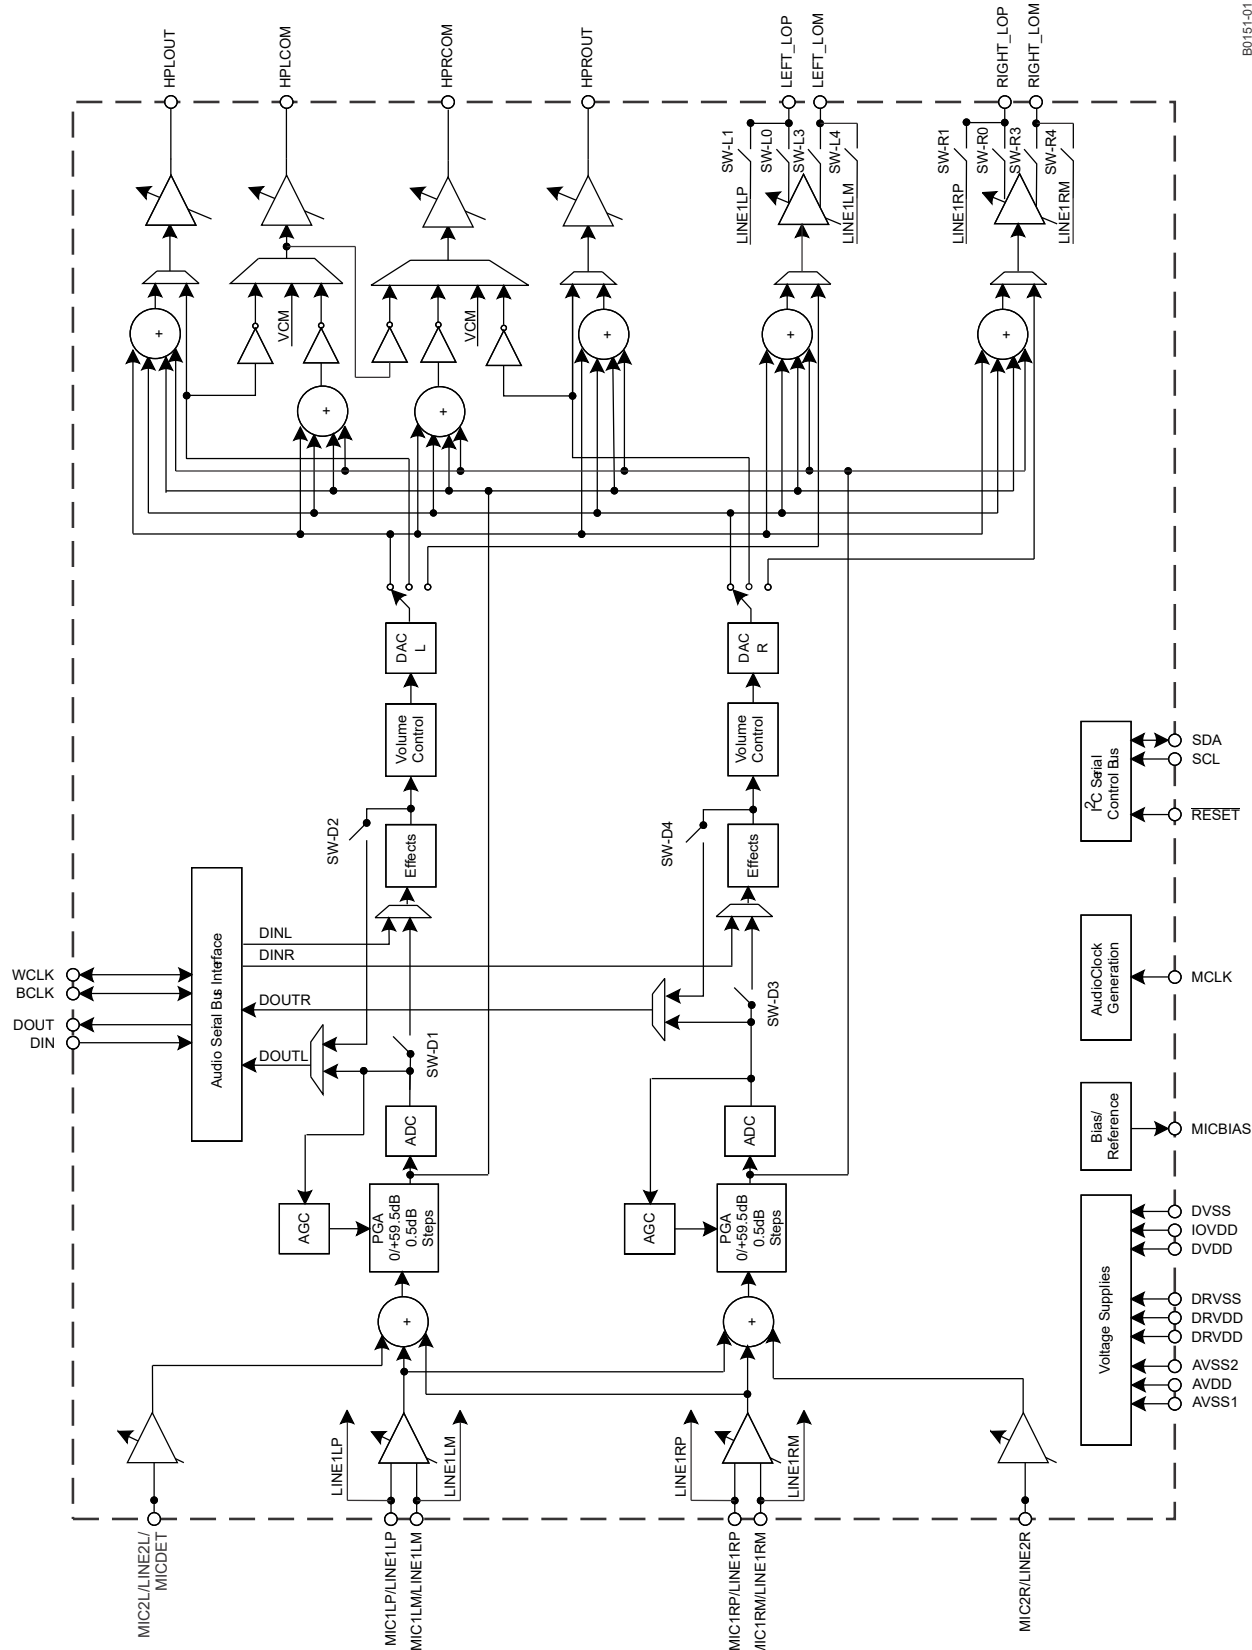 B0151-01
HPLOUT
HPLCOM
HPRCOM
HPROUT
LEFT_LOP
LEFT_LOM
RIGHT_LOP
RIGHT_LOM
SW-L1
SW-L0
SW-L3
SW-L4
LINE1LP
LINE1LM
SW-R1
SW-R0
SW-R3
SW-R4
LINE1RP
LINE1RM
VCM
VCM
+
+
+
+
+
+
DAC
L
DAC
R
Volume
Control
Volume
Control
SW-D2
SW-D4
Effects
Effects
I2C Serial
Control Bus
SDA
SCL
RESET
Audio Serial Bus Interface
WCLK
BCLK
DOUT
DIN
DINL
DINR
DOUTR
DOUTL
SW-D1
SW-D3
AudioClock
Generation
MCLK
ADC
ADC
Bias/
Reference
MICBIAS
AGC
PGA
0/+59.5dB
0.5dB
Steps
AGC
PGA
0/+59.5dB
0.5dB
Steps
+
+
Voltage Supplies
DVSS
IOVDD
DVDD
DRVSS
DRVDD
DRVDD
AVSS2
AVDD
AVSS1
LINE1LP
LINE1LM
LINE1RP
LINE1RM
MIC2L/LINE2L/
MICDET
MIC1LP/LINE1LP
MIC1LM/LINE1LM
MIC1RP/LINE1RP
MIC1RM/LINE1RM
MIC2R/LINE2R